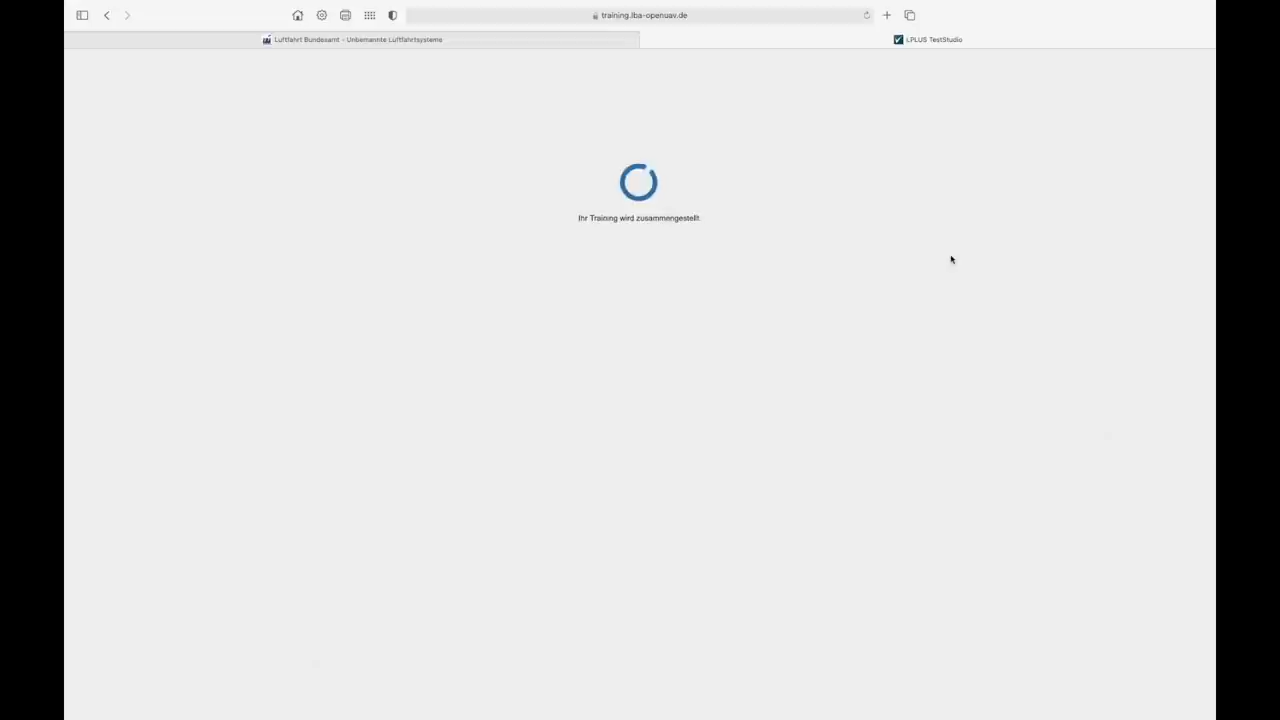 training.lba-openuav.de
Luftfahrt Bundesamt - Unbemannte Luftfahrtsysteme
LPLUS TestStudio
Ihr Training wird zusammengestellt.